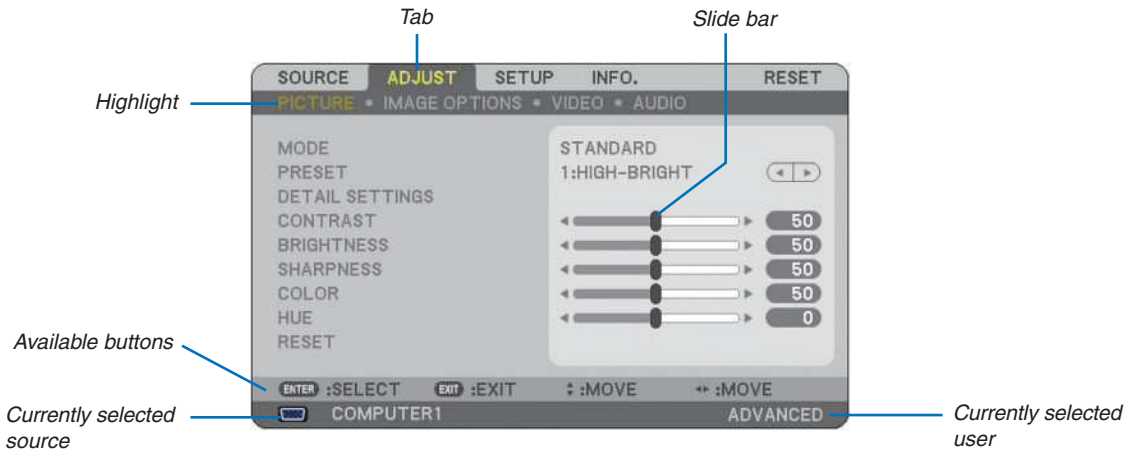 Tab
Slide bar
SOURCE ADJUST SETUP INFO. RESET
Highlight
PICTURE • IMAGE OPTIONS • VIDEO • AUDIO
MODE STANDARD
PRESET 1:HIGH-BRIGHT
DETAIL SETTINGS
CONTRAST 50
BRIGHTNESS 50
SHARPNESS 50
COLOR 50
HUE 0
RESET
Available buttons
ENTER :SELECT EXIT :EXIT :MOVE :MOVE
Currently selected source
COMPUTER1 ADVANCED
Currently selected user